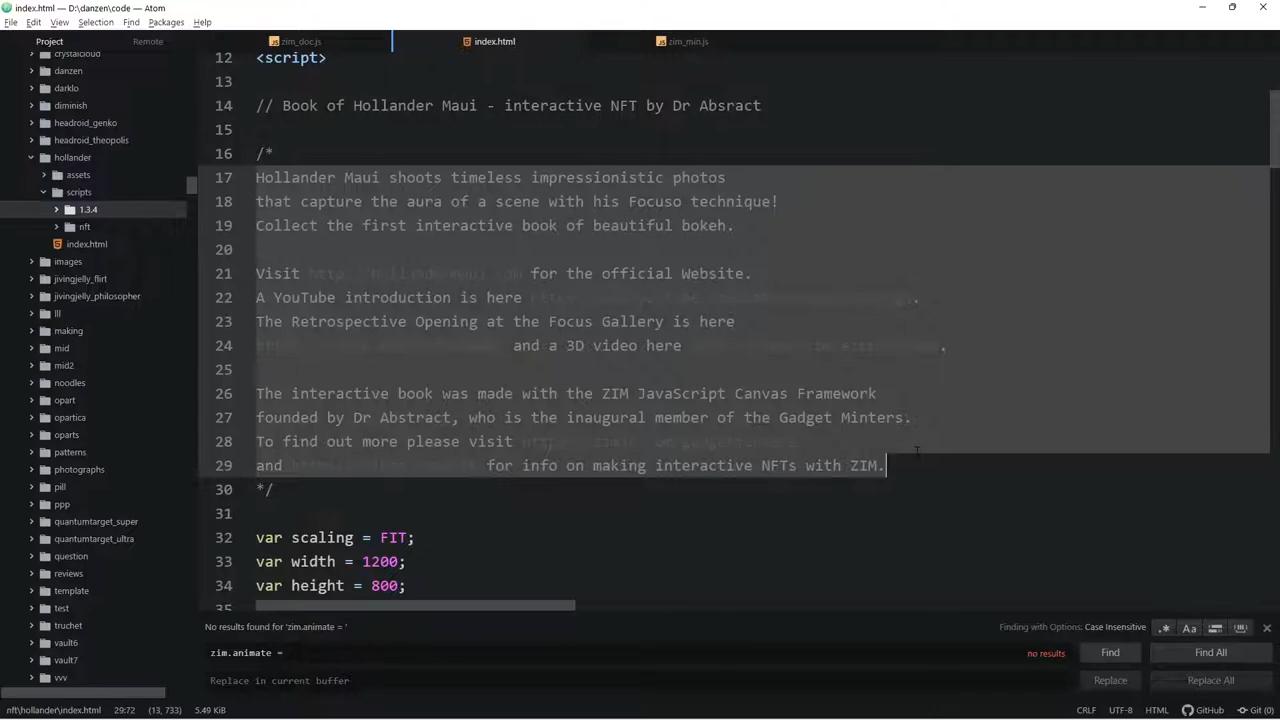 index.html — D:\danzen\code — Atom
File Edit View Selection Find Packages Help
Project Remote
zim_doc.js index.html zim_min.js
crystalcloud
danzen
darklo
diminish
headroid_genko
headroid_theopolis
hollander
assets
scripts
1.3.4
nft
index.html
images
jivingjelly_flirt
jivingjelly_philosopher
lll
making
mid
mid2
noodles
opart
opartica
oparts
patterns
photographs
pill
ppp
quantumtarget_super
quantumtarget_ultra
question
reviews
template
test
truchet
vault6
vault7
vvv
12 <script>
13
14 // Book of Hollander Maui - interactive NFT by Dr Absract
15
16 /*
17 Hollander Maui shoots timeless impressionistic photos
18 that capture the aura of a scene with his Focuso technique!
19 Collect the first interactive book of beautiful bokeh.
20
21 Visit for the official Website.
22 A YouTube introduction is here .
23 The Retrospective Opening at the Focus Gallery is here
24 and a 3D video here .
25
26 The interactive book was made with the ZIM JavaScript Canvas Framework
27 founded by Dr Abstract, who is the inaugural member of the Gadget Minters.
28 To find out more please visit
29 and for info on making interactive NFTs with ZIM.
30 */
31
32 var scaling = FIT;
33 var width = 1200;
34 var height = 800;
35
No results found for 'zim.animate = ' Finding with Options: Case Insensitive .* Aa
zim.animate = no results Find Find All
Replace in current buffer Replace Replace All
nft\hollander\index.html 29:72 (13, 733) 5.49 KiB CRLF UTF-8 HTML GitHub Git (0)